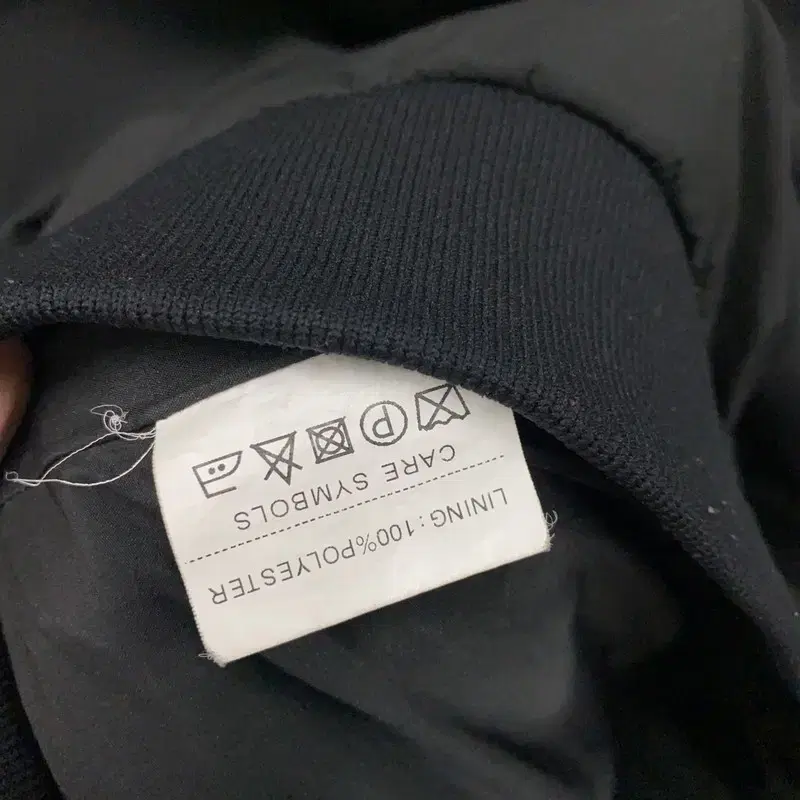 LINING : 100%POLYESTER
CARE SYMBOLS
P